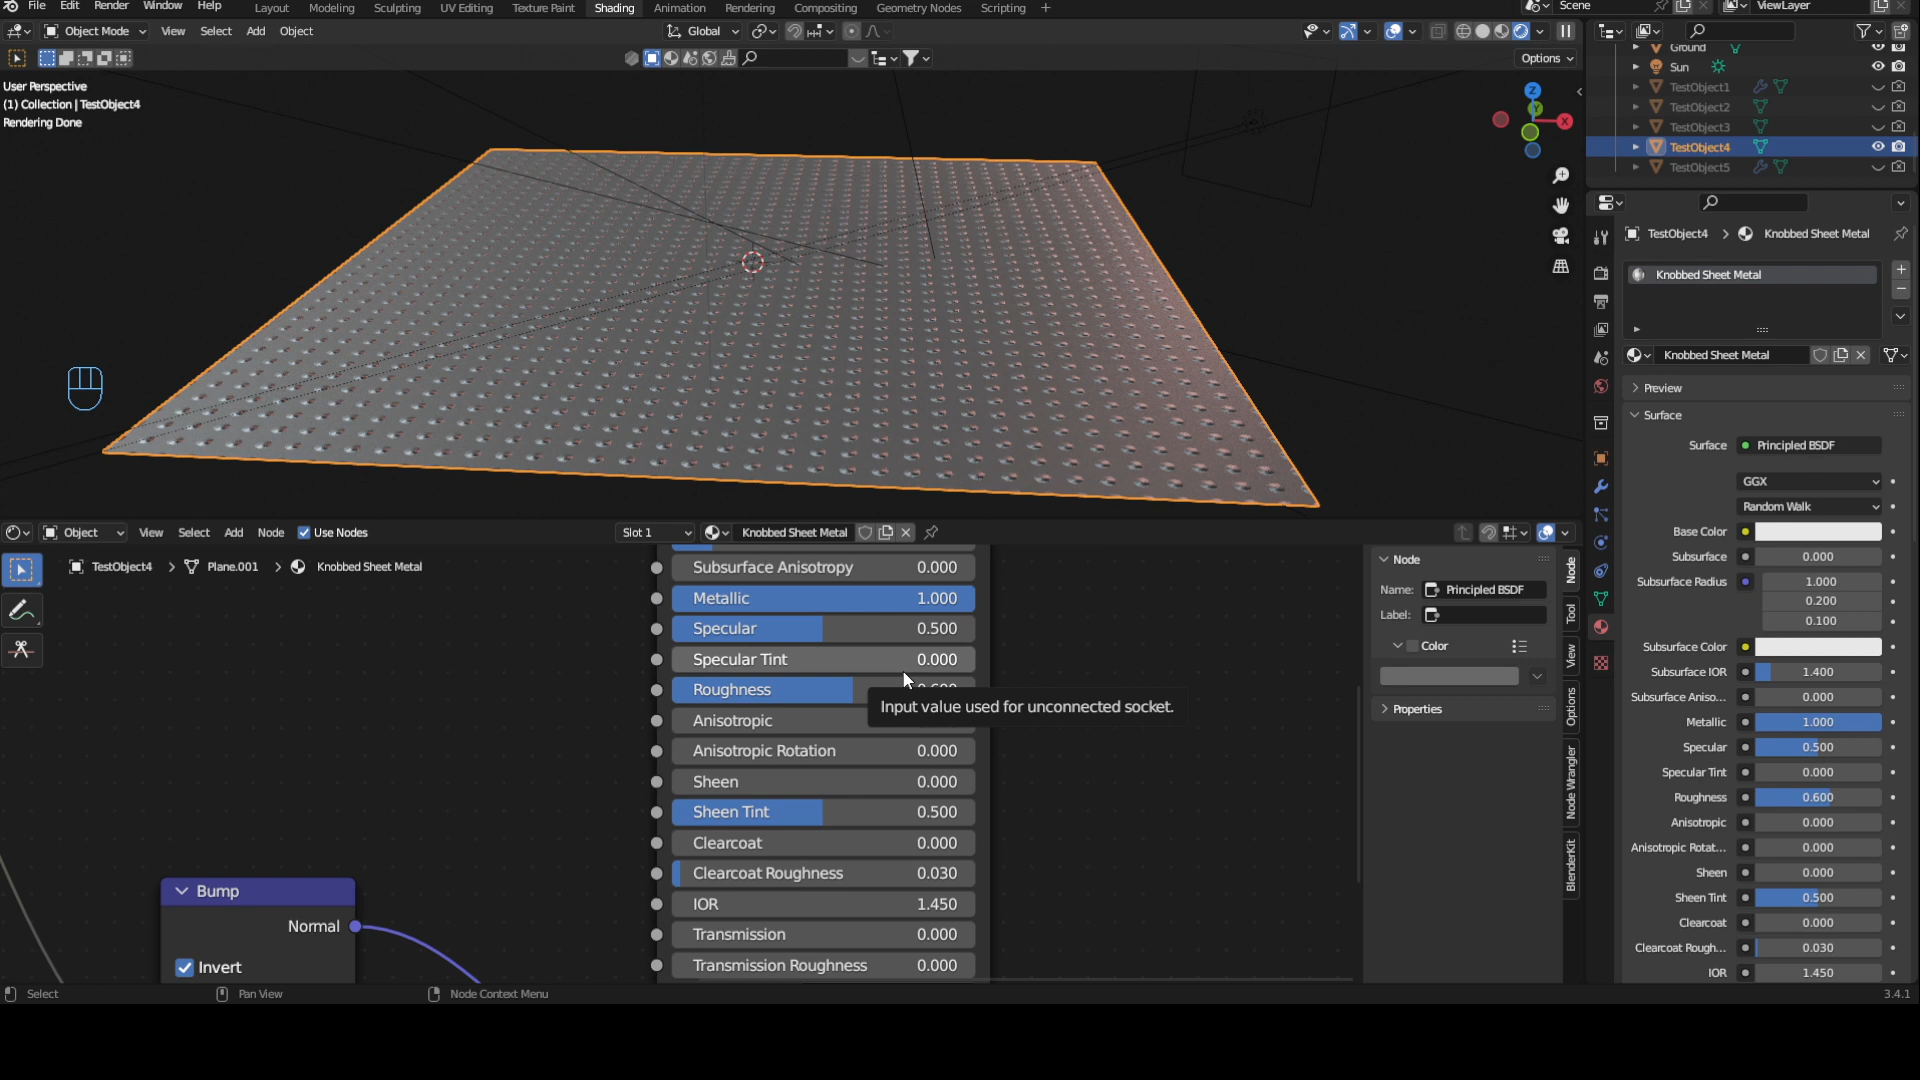 File Edit Render Window Help Layout Modeling Sculpting UV Editing Texture Paint Shading Animation Rendering Compositing Geometry Nodes Scripting + Scene ViewLayer
Object Mode View Select Add Object Global
Options
User Perspective
(1) Collection | TestObject4
Rendering Done
Z
Y
X
Ground
Sun
TestObject1
TestObject2
TestObject3
TestObject4
TestObject5
TestObject4 > Knobbed Sheet Metal
Knobbed Sheet Metal
Knobbed Sheet Metal
Preview
Surface
Surface Principled BSDF
GGX
Random Walk
Base Color
Subsurface 0.000
Subsurface Radius 1.000
0.200
0.100
Subsurface Color
Subsurface IOR 1.400
Subsurface Aniso... 0.000
Metallic 1.000
Specular 0.500
Specular Tint 0.000
Roughness 0.600
Anisotropic 0.000
Anisotropic Rotat... 0.000
Sheen 0.000
Sheen Tint 0.500
Clearcoat 0.000
Clearcoat Rough... 0.030
IOR 1.450
Object View Select Add Node Use Nodes Slot 1 Knobbed Sheet Metal
TestObject4 > Plane.001 > Knobbed Sheet Metal
Subsurface Anisotropy 0.000
Metallic 1.000
Specular 0.500
Specular Tint 0.000
Roughness
Input value used for unconnected socket.
Anisotropic
Anisotropic Rotation 0.000
Sheen 0.000
Sheen Tint 0.500
Clearcoat 0.000
Clearcoat Roughness 0.030
IOR 1.450
Transmission 0.000
Transmission Roughness 0.000
Bump
Normal
Invert
Node
Name: Principled BSDF
Label:
Color
Properties
Node
Tool
View
Options
Node Wrangler
BlenderKit
Select Pan View Node Context Menu 3.4.1